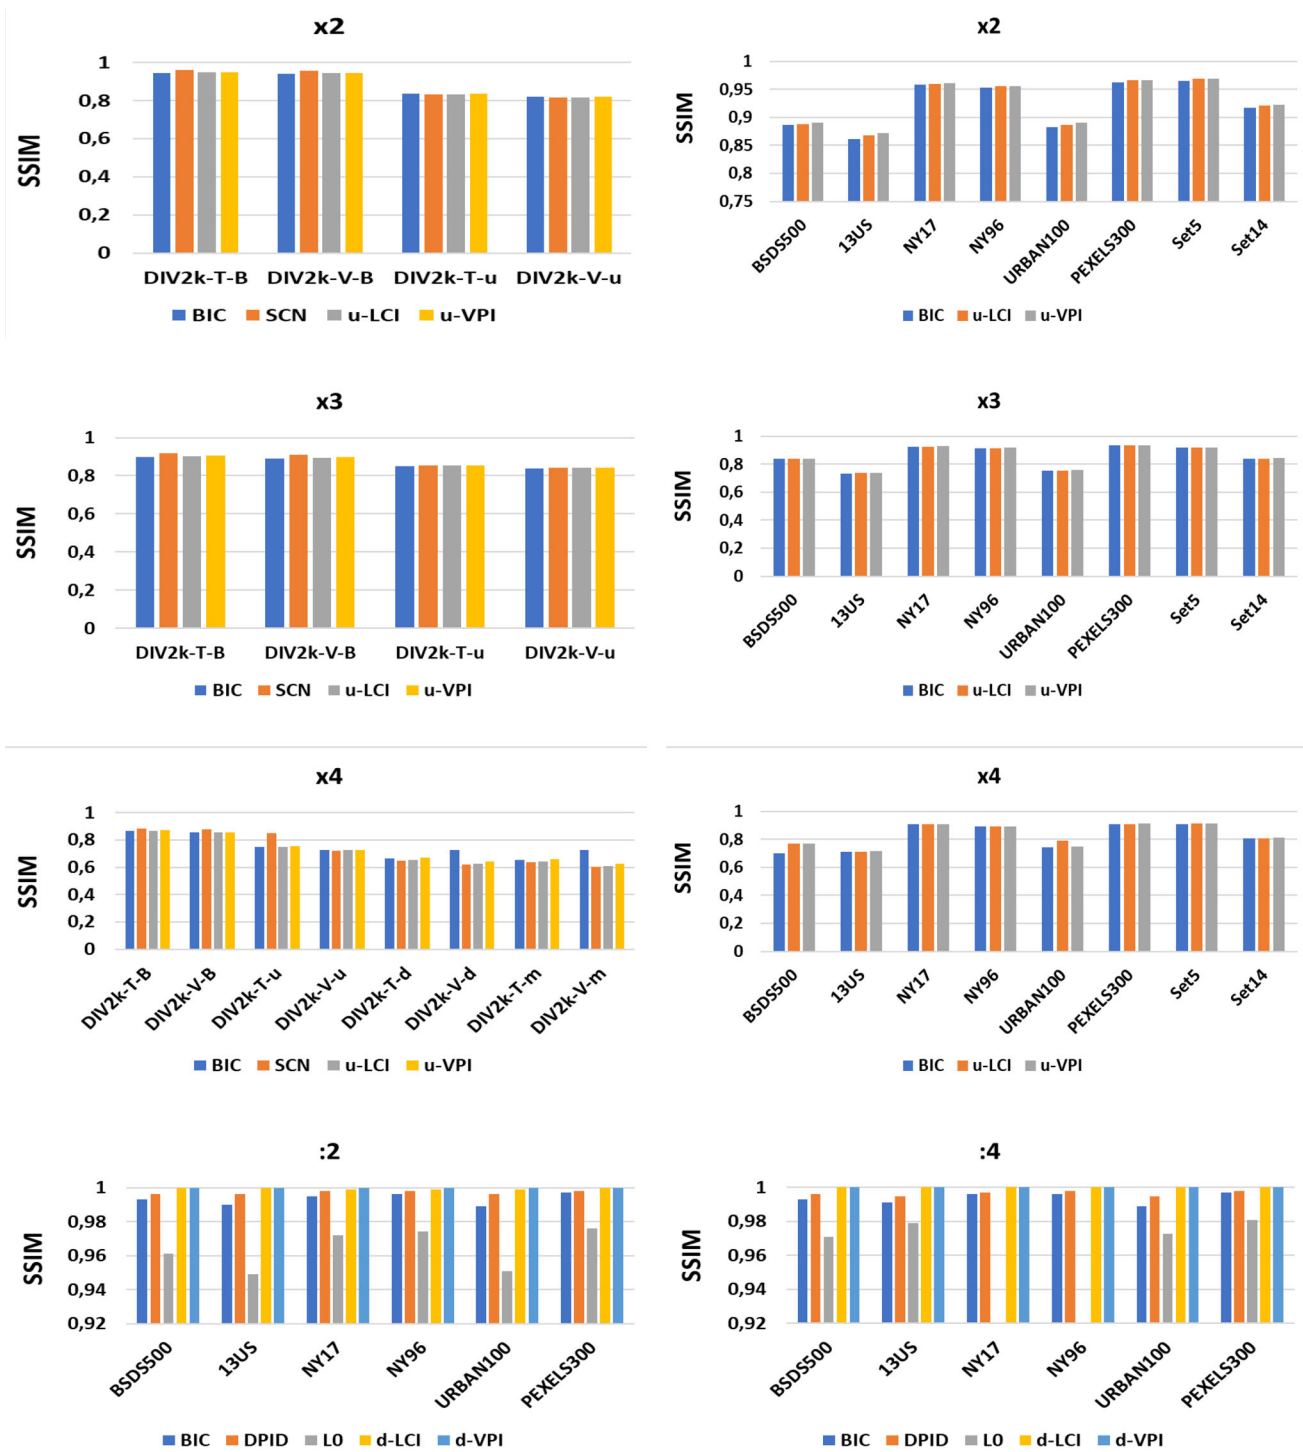 x2
SSIM
1
0,8
0,6
0,4
0,2
0
DIV2k-T-B DIV2k-V-B DIV2k-T-u DIV2k-V-u
BIC SCN u-LCI u-VPI
x2
SSIM
1
0,95
0,9
0,85
0,8
0,75
BSDS500 13US NY17 NY96 URBAN100 PEXELS300 Set5 Set14
BIC u-LCI u-VPI
x3
SSIM
1
0,8
0,6
0,4
0,2
0
DIV2k-T-B DIV2k-V-B DIV2k-T-u DIV2k-V-u
BIC SCN u-LCI u-VPI
x3
SSIM
1
0,8
0,6
0,4
0,2
0
BSDS500 13US NY17 NY96 URBAN100 PEXELS300 Set5 Set14
BIC u-LCI u-VPI
x4
SSIM
1
0,8
0,6
0,4
0,2
0
DIV2k-T-B DIV2k-V-B DIV2k-T-u DIV2k-V-u DIV2k-T-d DIV2k-V-d DIV2k-T-m DIV2k-V-m
BIC SCN u-LCI u-VPI
x4
SSIM
1
0,8
0,6
0,4
0,2
0
BSDS500 13US NY17 NY96 URBAN100 PEXELS300 Set5 Set14
BIC u-LCI u-VPI
:2
SSIM
1
0,98
0,96
0,94
0,92
BSDS500 13US NY17 NY96 URBAN100 PEXELS300
BIC DPID L0 d-LCI d-VPI
:4
SSIM
1
0,98
0,96
0,94
0,92
BSDS500 13US NY17 NY96 URBAN100 PEXELS300
BIC DPID L0 d-LCI d-VPI